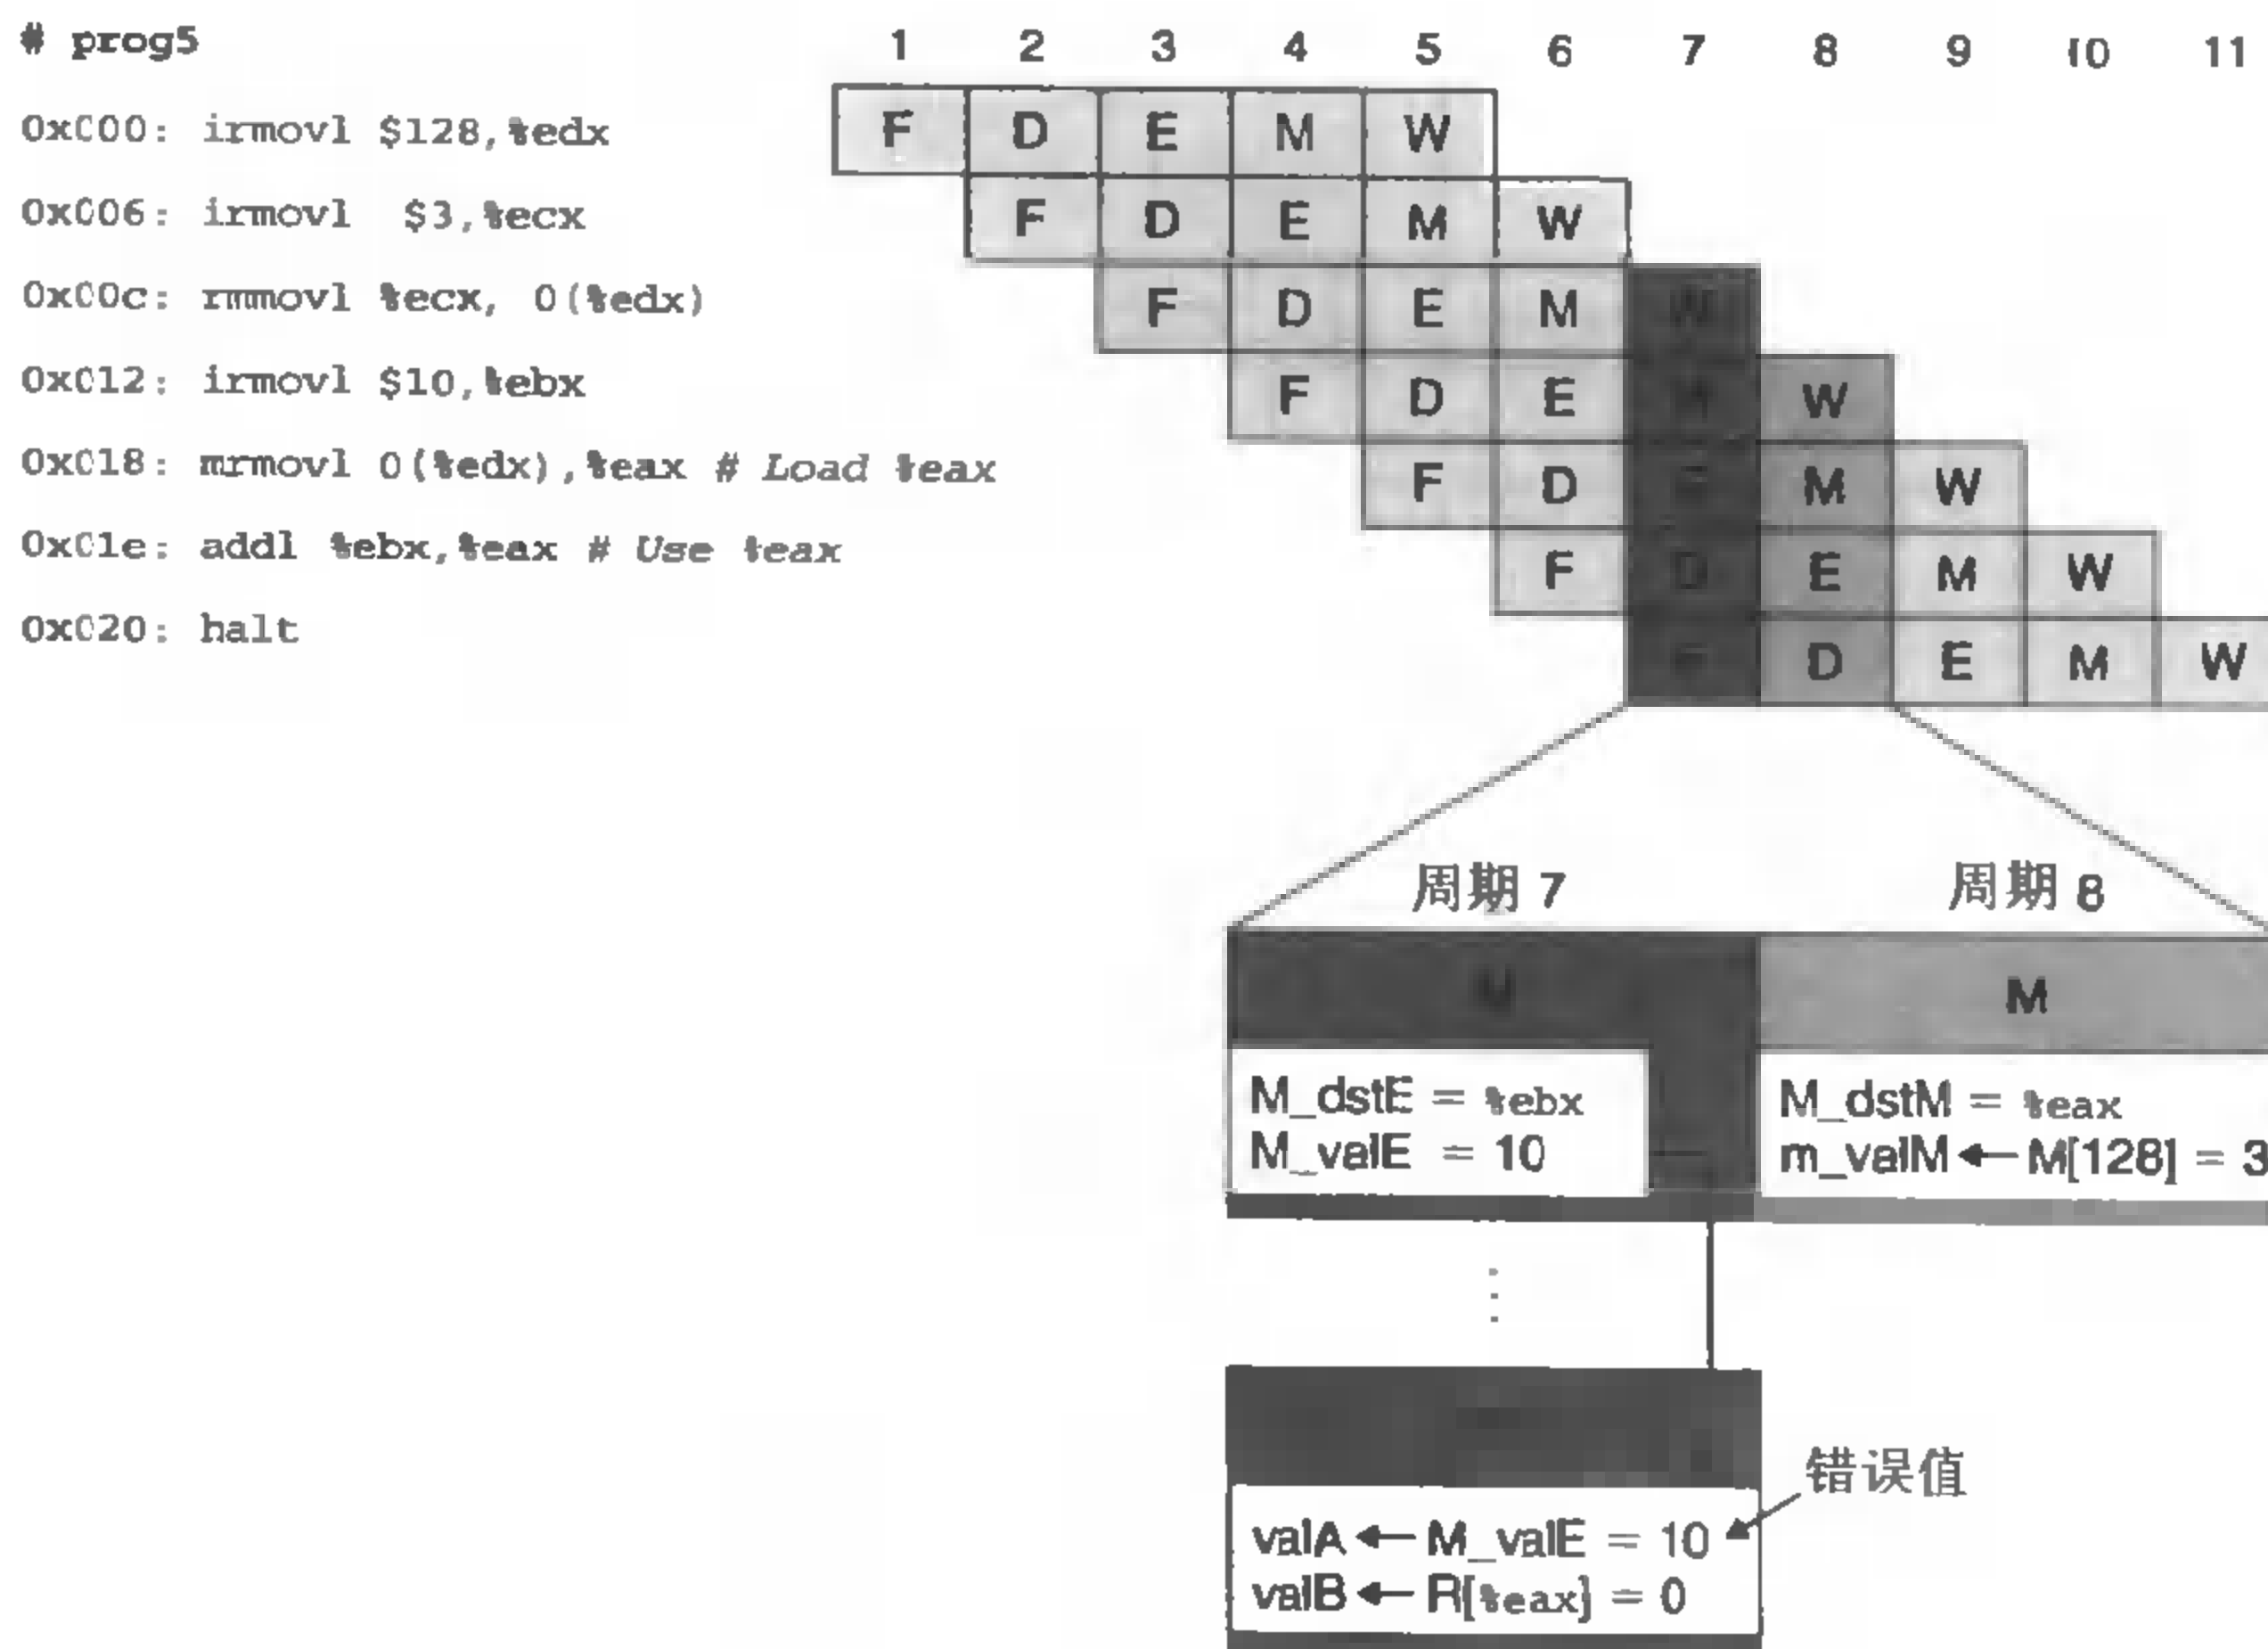 # prog5
1 2 3 4 5 6 7 8 9 10 11
0x000: irmovl $128,%edx
F D E M W
0x006: irmovl $3,%ecx
F D E M W
0x00c: rmmovl %ecx, 0(%edx)
F D E M W
0x012: irmovl $10,%ebx
F D E M W
0x018: mrmovl 0(%edx),%eax # Load %eax
F D E M W
0x01e: addl %ebx,%eax # Use %eax
F D E M W
0x020: halt
F D E M W
周期 7 周期 8
M M
M_dstE = %ebx
M_valE = 10
M_dstM = %eax
m_valM ← M[128] = 3
错误值
valA ← M_valE = 10
valB ← R[%eax] = 0